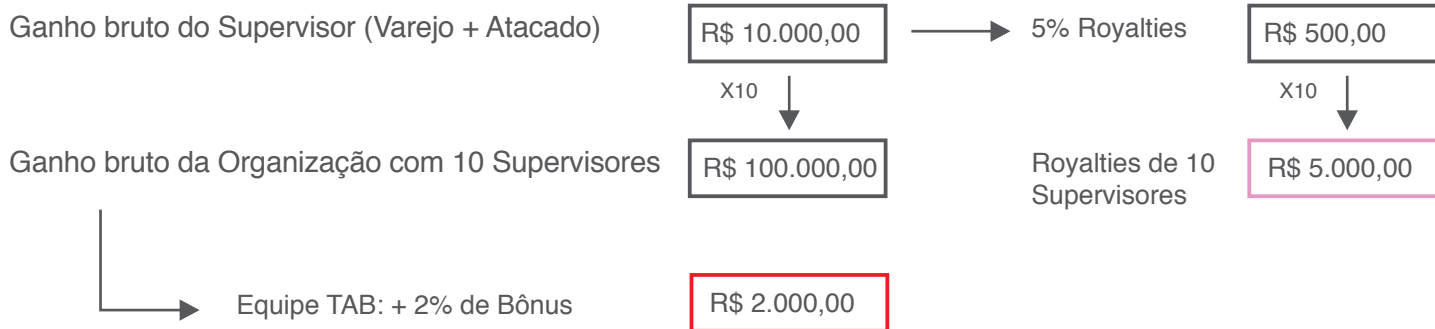 Ganho bruto do Supervisor (Varejo + Atacado)
R$ 10.000,00
5% Royalties
R$ 500,00
X10
X10
Ganho bruto da Organização com 10 Supervisores
R$ 100.000,00
Royalties de 10
Supervisores
R$ 5.000,00
Equipe TAB: + 2% de Bônus
R$ 2.000,00